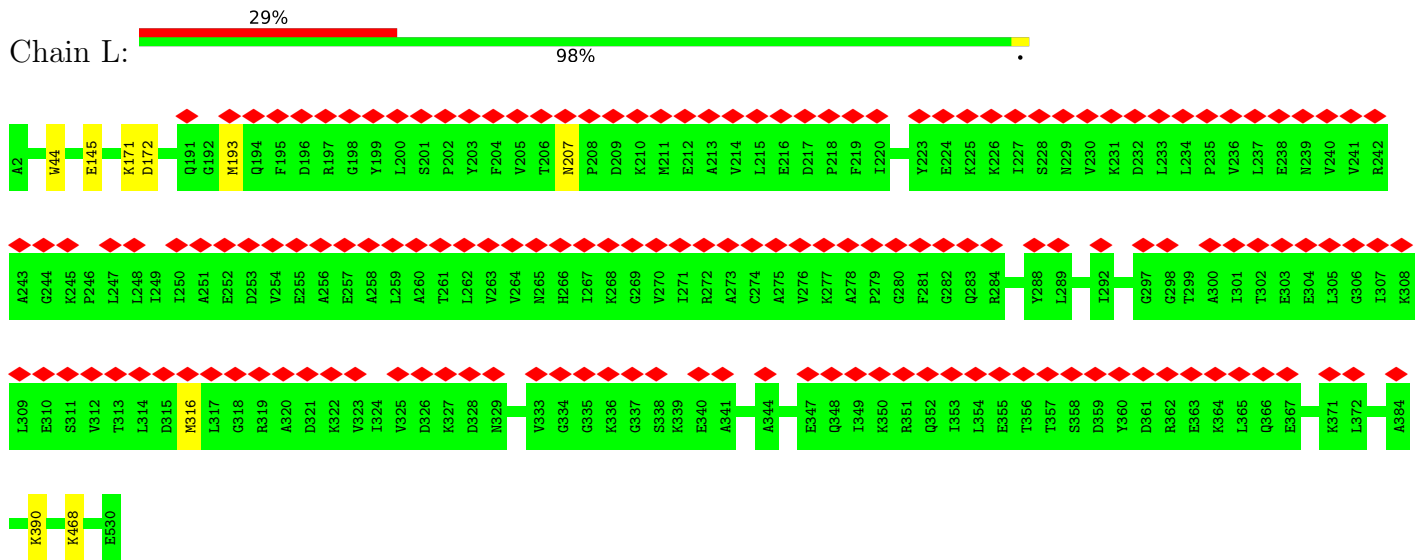 29%
Chain L:
98%
.
A2 W44 E145 K171 D172 Q191 G192 M193 Q194 F195 D196 R197 G198 Y199 L200 S201 P202 Y203 F204 V205 T206 N207 P208 D209 K210 M211 E212 A213 V214 L215 E216 D217 P218 F219 I220 Y223 E224 K225 K226 I227 S228 N229 V230 K231 D232 L233 L234 P235 V236 L237 E238 N239 V240 V241 R242
A243 G244 K245 P246 L247 L248 I249 I250 A251 E252 D253 V254 E255 A256 E257 A258 L259 A260 T261 L262 V263 V264 N265 H266 I267 K268 G269 V270 I271 R272 A273 C274 A275 V276 K277 A278 P279 G280 F281 G282 Q283 R284 Y288 L289 I292 G297 G298 T299 A300 I301 T302 E303 E304 L305 G306 I307 K308
L309 E310 S311 V312 T313 L314 D315 M316 L317 G318 R319 A320 D321 K322 V323 I324 V325 D326 K327 D328 N329 V333 G334 G335 K336 G337 S338 K339 E340 A341 A344 E347 Q348 I349 K350 R351 Q352 I353 L354 E355 T356 T357 S358 D359 Y360 D361 R362 E363 K364 L365 Q366 E367 K371 L372 A384
K390 K468 E530